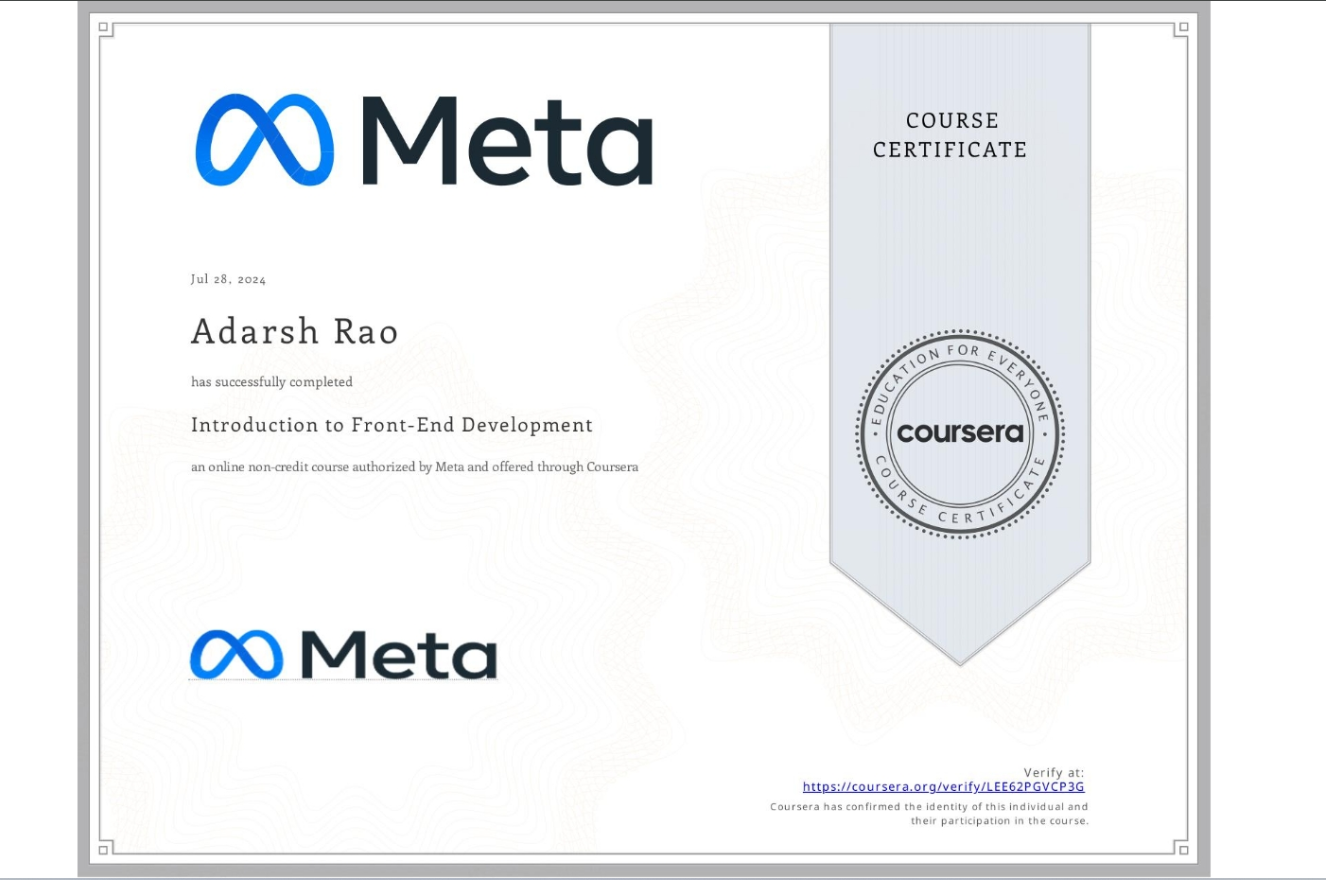 Meta
COURSE
CERTIFICATE
Jul 28, 2024
Adarsh Rao
has successfully completed
Introduction to Front-End Development
an online non-credit course authorized by Meta and offered through Coursera
EDUCATION FOR EVERYONE
coursera
COURSE CERTIFICATE
Meta
Verify at:
https://coursera.org/verify/LEE62PGVCP3G
Coursera has confirmed the identity of this individual and
their participation in the course.